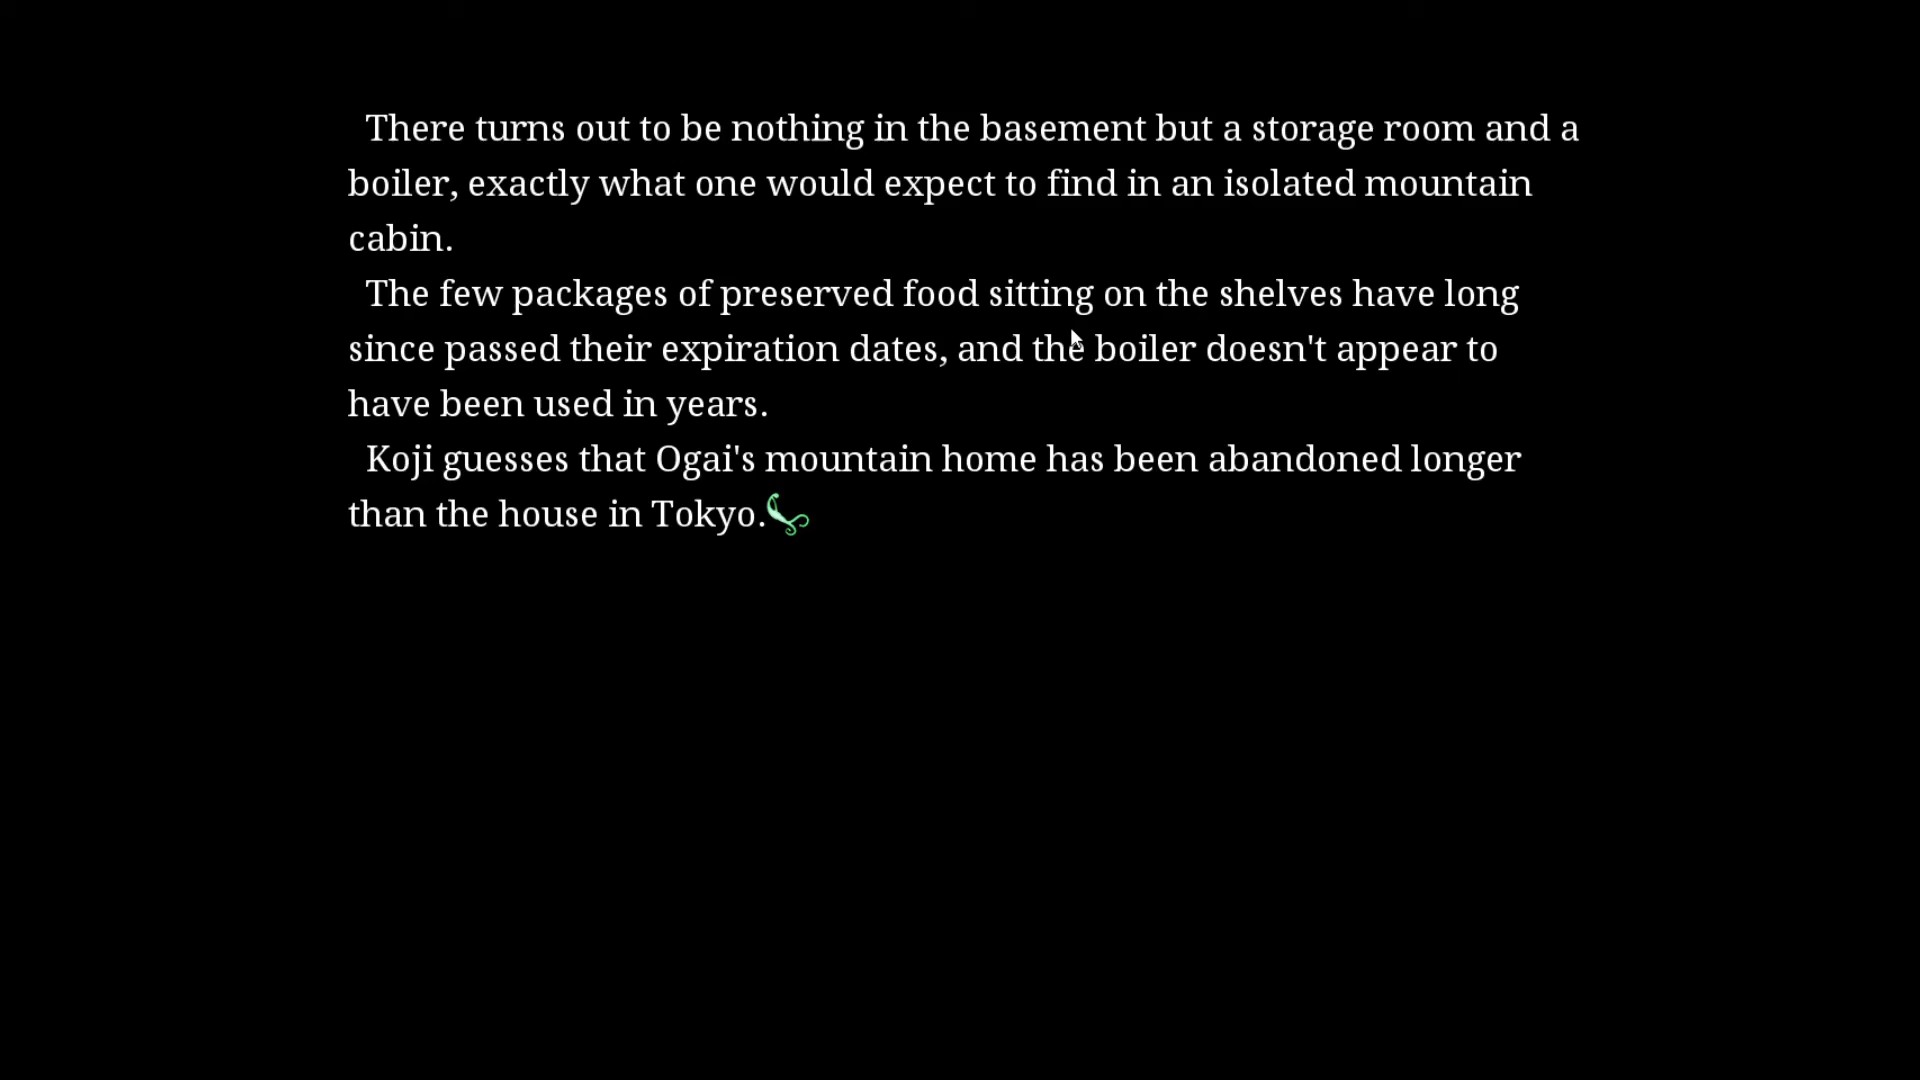 There turns out to be nothing in the basement but a storage room and a
boiler, exactly what one would expect to find in an isolated mountain
cabin.
The few packages of preserved food sitting on the shelves have long
since passed their expiration dates, and the boiler doesn't appear to
have been used in years.
Koji guesses that Ogai's mountain home has been abandoned longer
than the house in Tokyo.